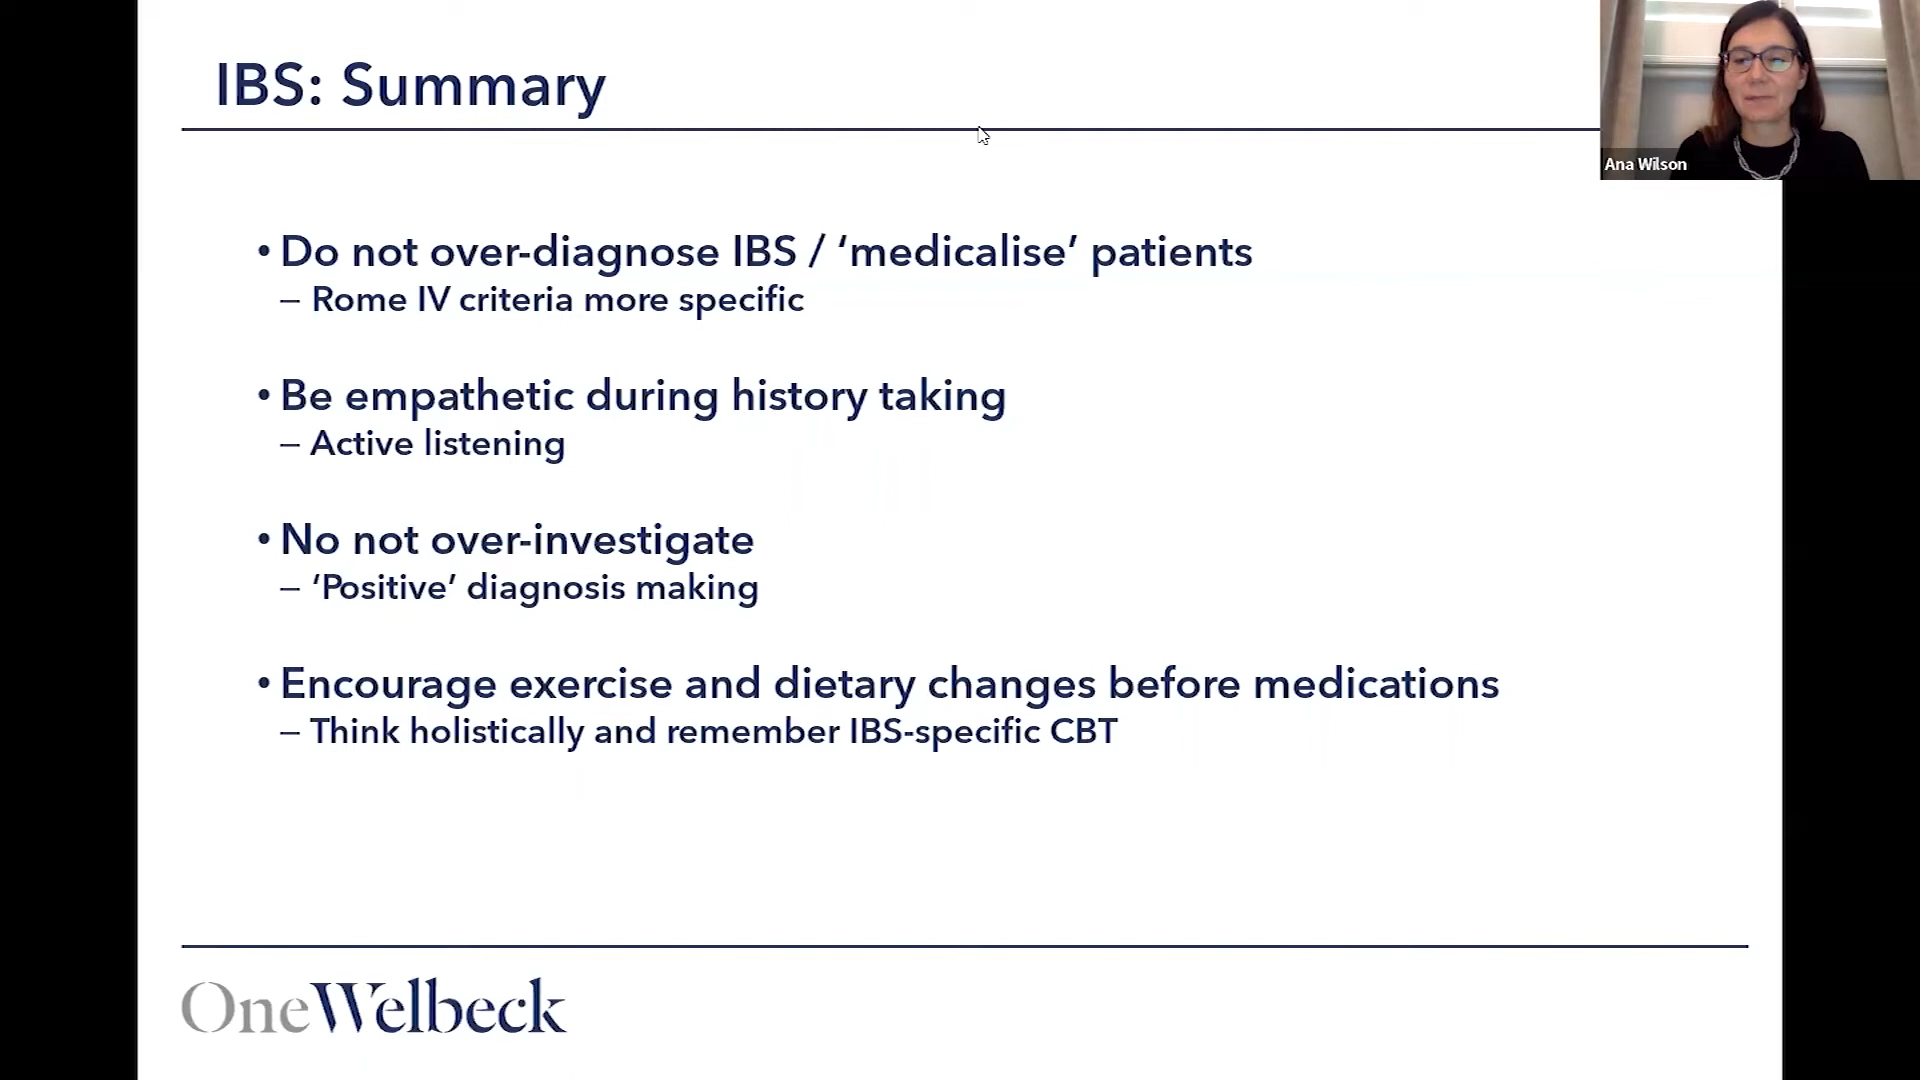 IBS: Summary
Ana Wilson
• Do not over-diagnose IBS / ‘medicalise’ patients
– Rome IV criteria more specific
• Be empathetic during history taking
– Active listening
• No not over-investigate
– ‘Positive’ diagnosis making
• Encourage exercise and dietary changes before medications
– Think holistically and remember IBS-specific CBT
OneWelbeck